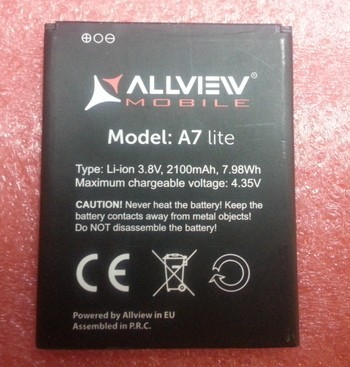 ⊕○⊖
ALLVIEW®
MOBILE
Model: A7 lite
Type: Li-ion 3.8V, 2100mAh, 7.98Wh
Maximum chargeable voltage: 4.35V
CAUTION! Never heat the battery! Keep the
battery contacts away from metal objects!
Do NOT disassemble the battery.
CE
Powered by Allview in EU
Assembled in P.R.C.